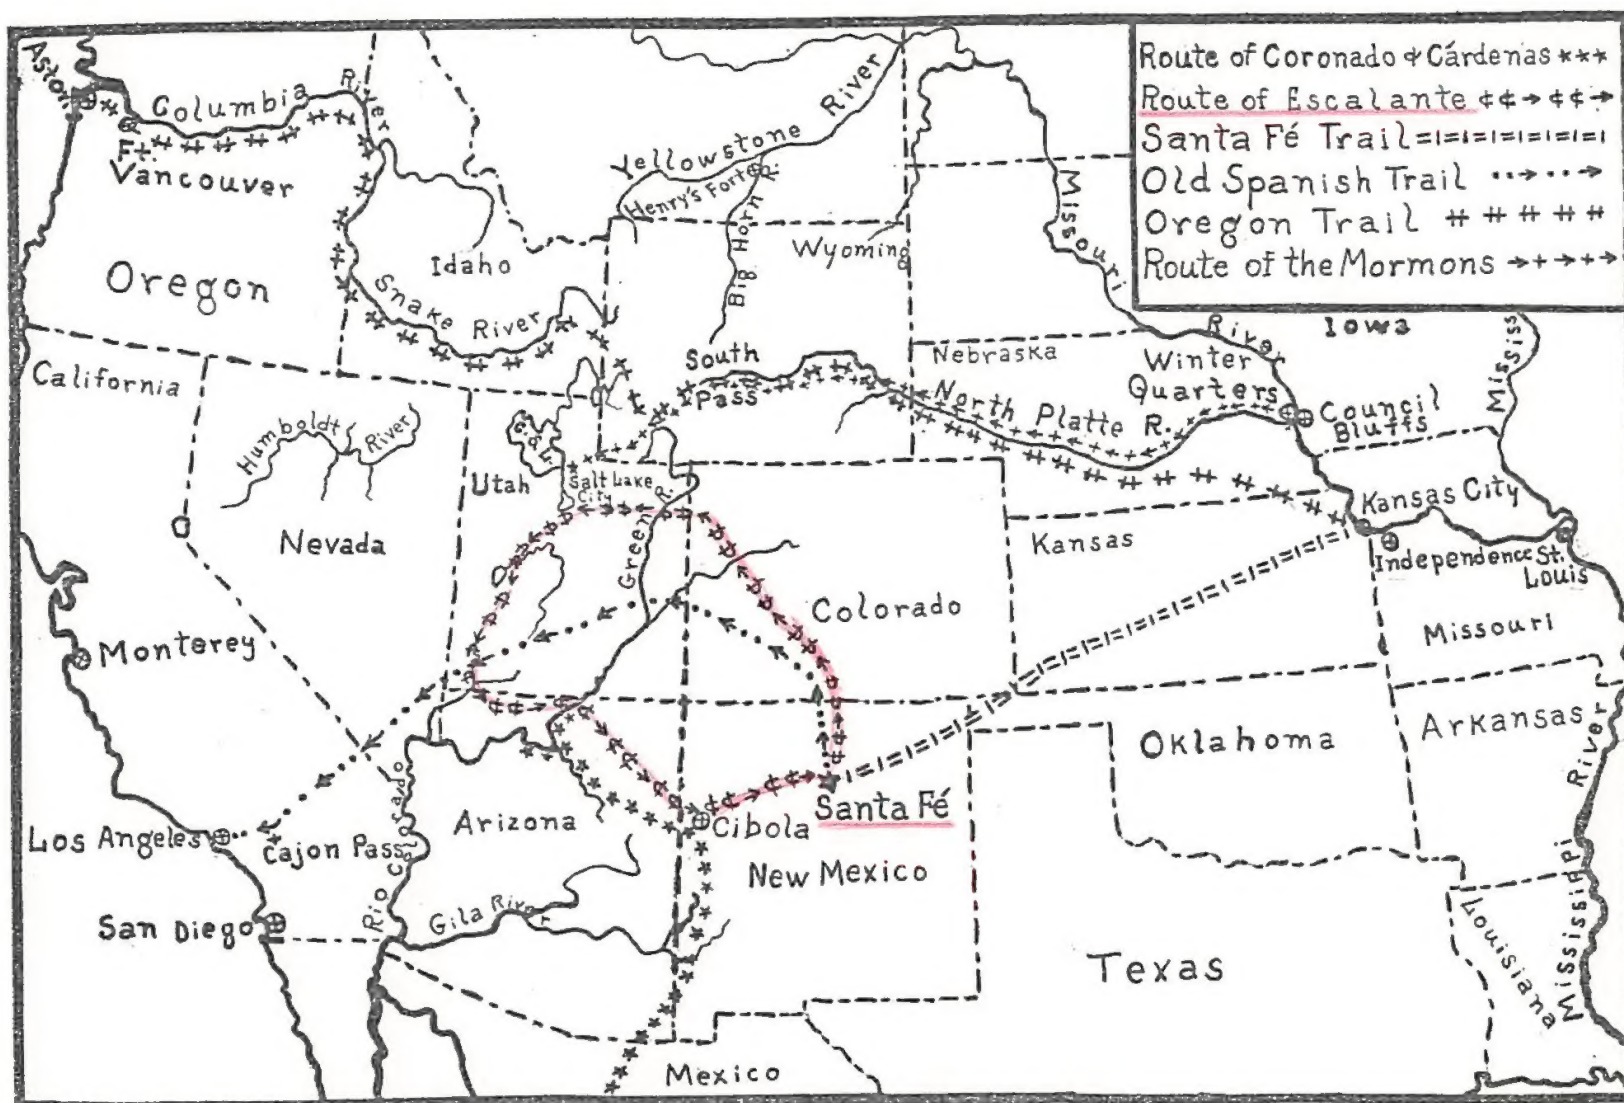 Route of Coronado & Cárdenas ***
Route of Escalante ¢¢→¢¢→
Santa Fé Trail =ı=ı=ı=ı=ı=ı
Old Spanish Trail ••→••→
Oregon Trail # # # # #
Route of the Mormons →+→+→
Astoria
Columbia River
Ft. Vancouver
Oregon
Idaho
Snake River
Yellowstone River
Henry's Fort
Big Horn R.
Wyoming
Missouri River
Iowa
Mississ
California
Humboldt River
Nevada
Utah
G.S.L.
Salt Lake City
Green R.
South Pass
Nebraska
North Platte R.
Winter Quarters
Council Bluffs
Kansas City
Independence
St. Louis
Kansas
Colorado
Missouri
Monterey
Los Angeles
Cajon Pass
San Diego
Rio Colorado
Arizona
Gila River
Cibola
Santa Fé
New Mexico
Oklahoma
Arkansas
Texas
Louisiana
Mississippi River
Mexico